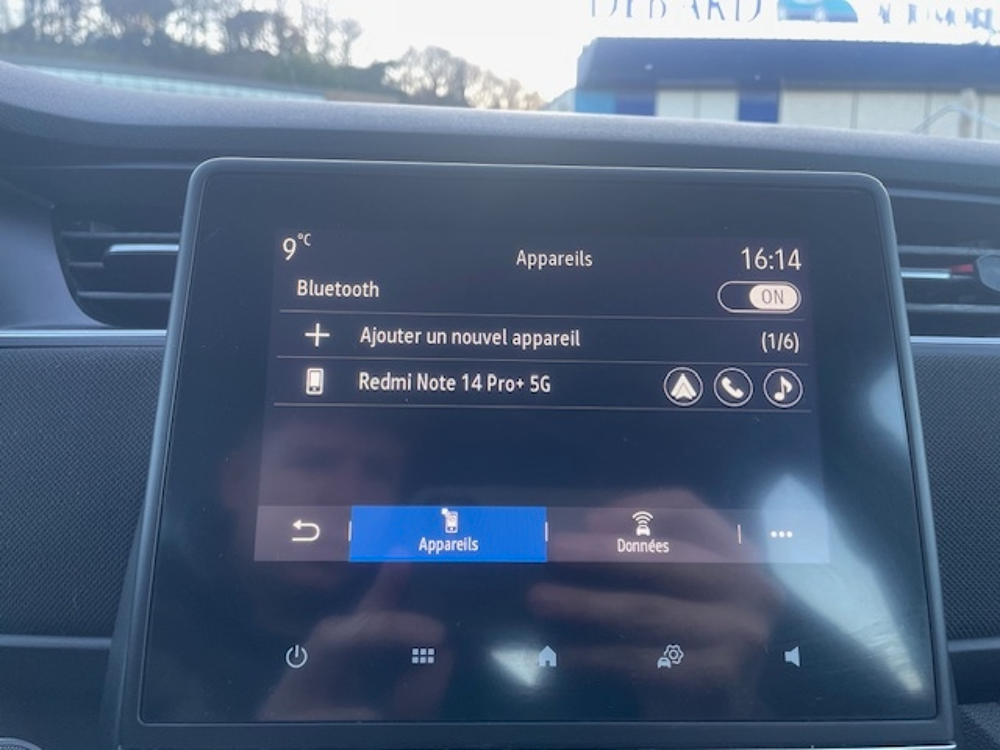 9°C
Appareils
16:14
Bluetooth
ON
Ajouter un nouvel appareil
(1/6)
Redmi Note 14 Pro+ 5G
Appareils
Données